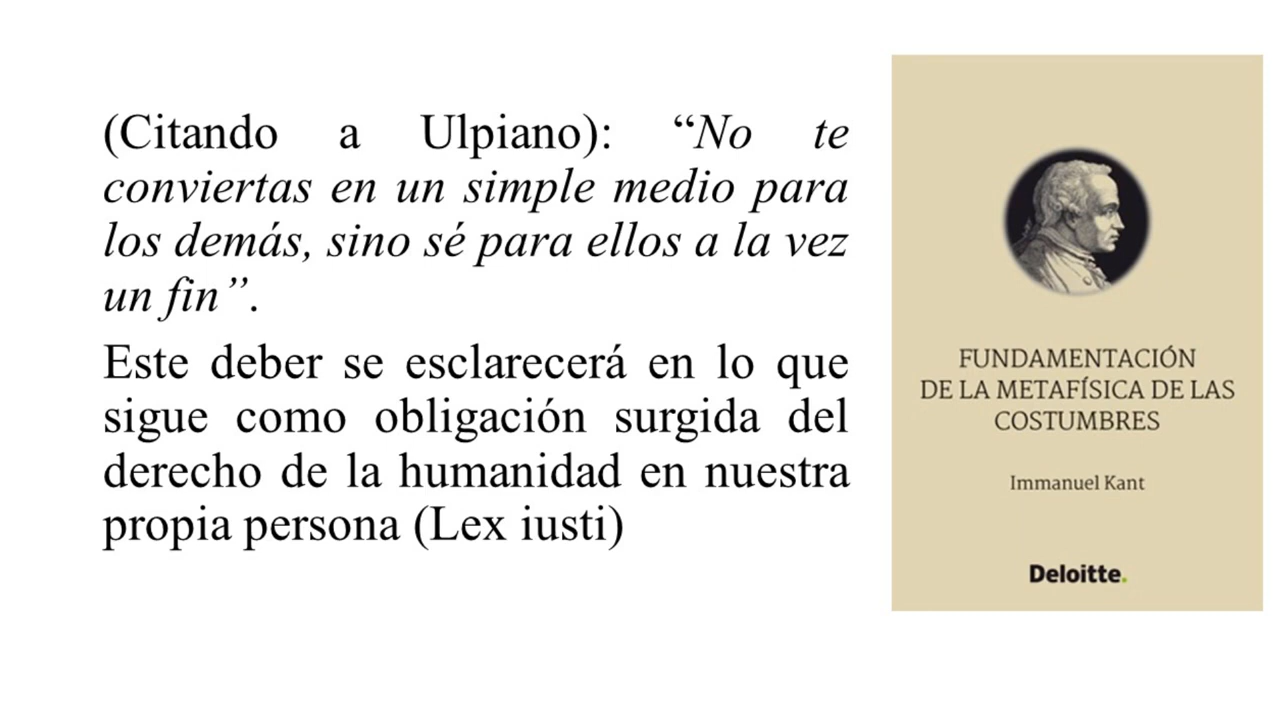 (Citando a Ulpiano): “No te
conviertas en un simple medio para
los demás, sino sé para ellos a la vez
un fin”.
Este deber se esclarecerá en lo que
sigue como obligación surgida del
derecho de la humanidad en nuestra
propia persona (Lex iusti)
FUNDAMENTACIÓN
DE LA METAFÍSICA DE LAS
COSTUMBRES
Immanuel Kant
Deloitte.